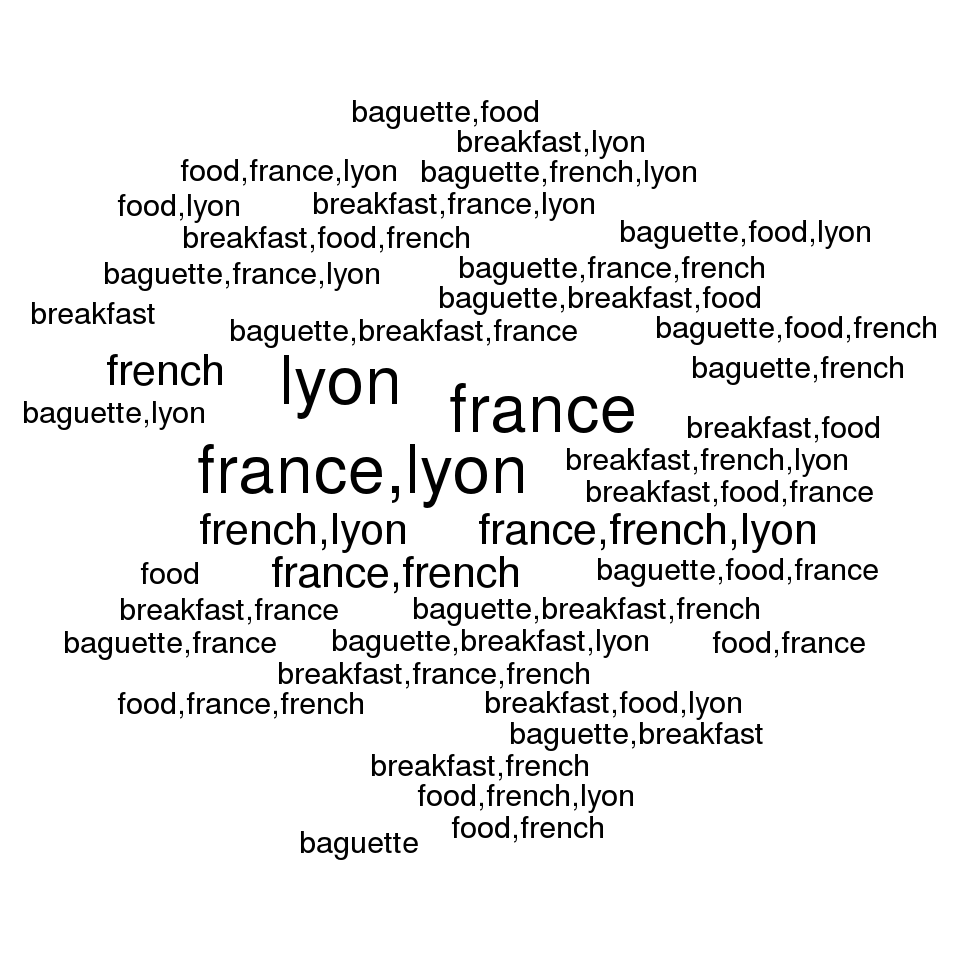 baguette,food
breakfast,lyon
food,france,lyon baguette,french,lyon
food,lyon breakfast,france,lyon
breakfast,food,french baguette,food,lyon
baguette,france,lyon baguette,france,french
baguette,breakfast,food
breakfast baguette,breakfast,france baguette,food,french
french lyon baguette,french
baguette,lyon france
breakfast,food
france,lyon breakfast,french,lyon
breakfast,food,france
french,lyon france,french,lyon
food france,french baguette,food,france
breakfast,france baguette,breakfast,french
baguette,france baguette,breakfast,lyon food,france
breakfast,france,french
food,france,french breakfast,food,lyon
baguette,breakfast
breakfast,french
food,french,lyon
food,french
baguette